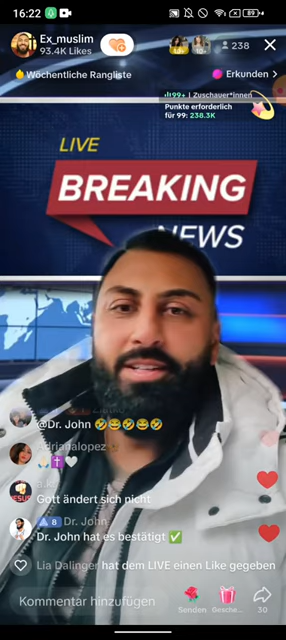 16:22
89
Ex_muslim
93.4K Likes
238
Wöchentliche Rangliste
Erkunden >
99+ | Zuschauer*innen
Punkte erforderlich
für 99: 238.3K
LIVE
BREAKING
NEWS
@Dr. John 🤣😂🤣😂🤣
Adrianalopez
🙏🏻✝️🤍
a.k
JESUS
Gott ändert sich nicht
8 Dr. John
Dr. John hat es bestätigt ✅
Lia Dalinger hat dem LIVE einen Like gegeben
Kommentar hinzufügen
Senden
Gesche...
30